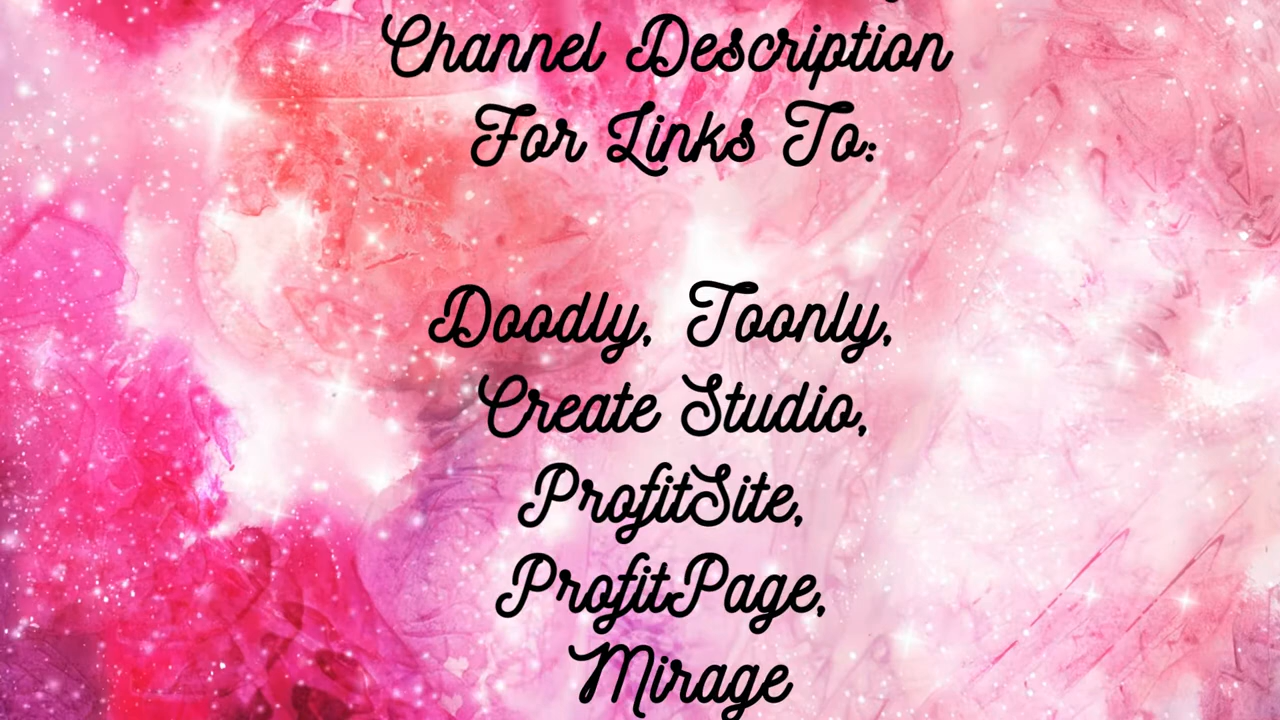 Channel Description
For Links To:
Doodly, Toonly,
Create Studio,
ProfitSite,
ProfitPage,
Mirage